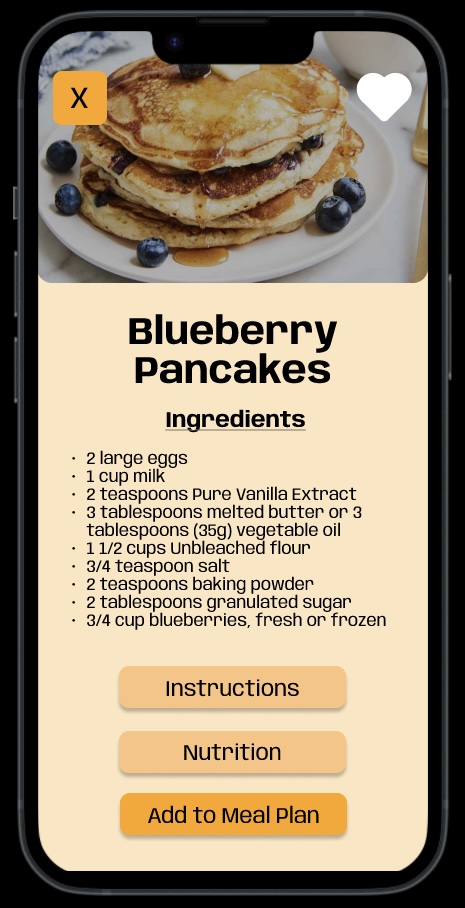 X
Blueberry
Pancakes
Ingredients
· 2 large eggs
· 1 cup milk
· 2 teaspoons Pure Vanilla Extract
· 3 tablespoons melted butter or 3
tablespoons (35g) vegetable oil
· 1 1/2 cups Unbleached flour
· 3/4 teaspoon salt
· 2 teaspoons baking powder
· 2 tablespoons granulated sugar
· 3/4 cup blueberries, fresh or frozen
Instructions
Nutrition
Add to Meal Plan